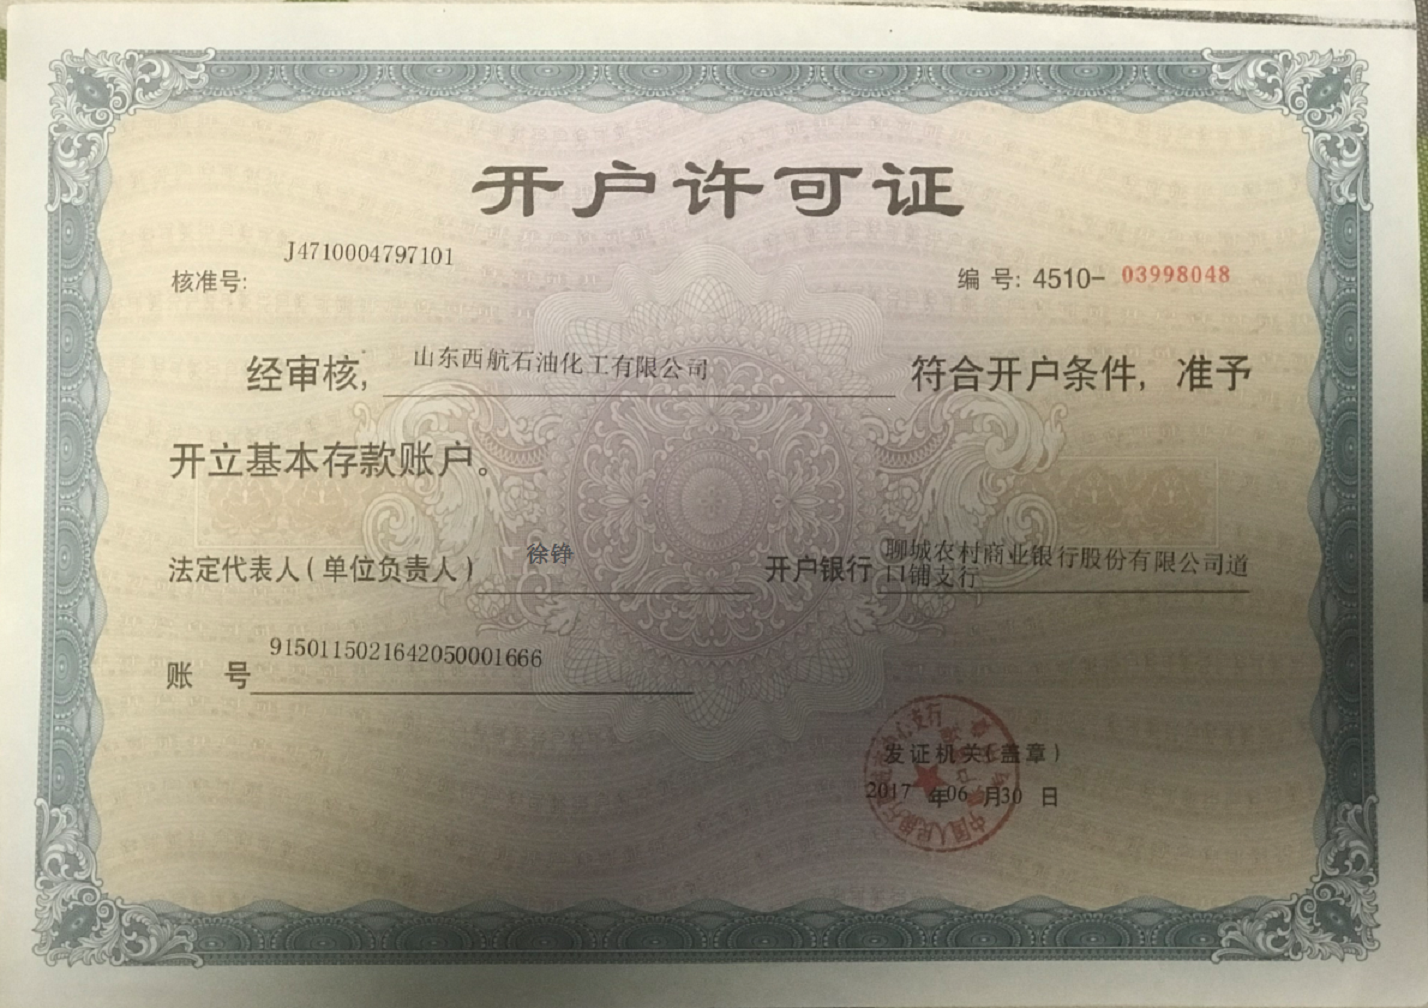 开户许可证
J4710004797101
核准号:
编 号: 4510- 03998048
经审核, 山东西航石油化工有限公司 符合开户条件, 准予
开立基本存款账户。
法定代表人(单位负责人) 徐铮 开户银行 聊城农村商业银行股份有限公司道
口铺支行
账 号 9150115021642050001666
发证机关(盖章)
2017 年06 月30 日